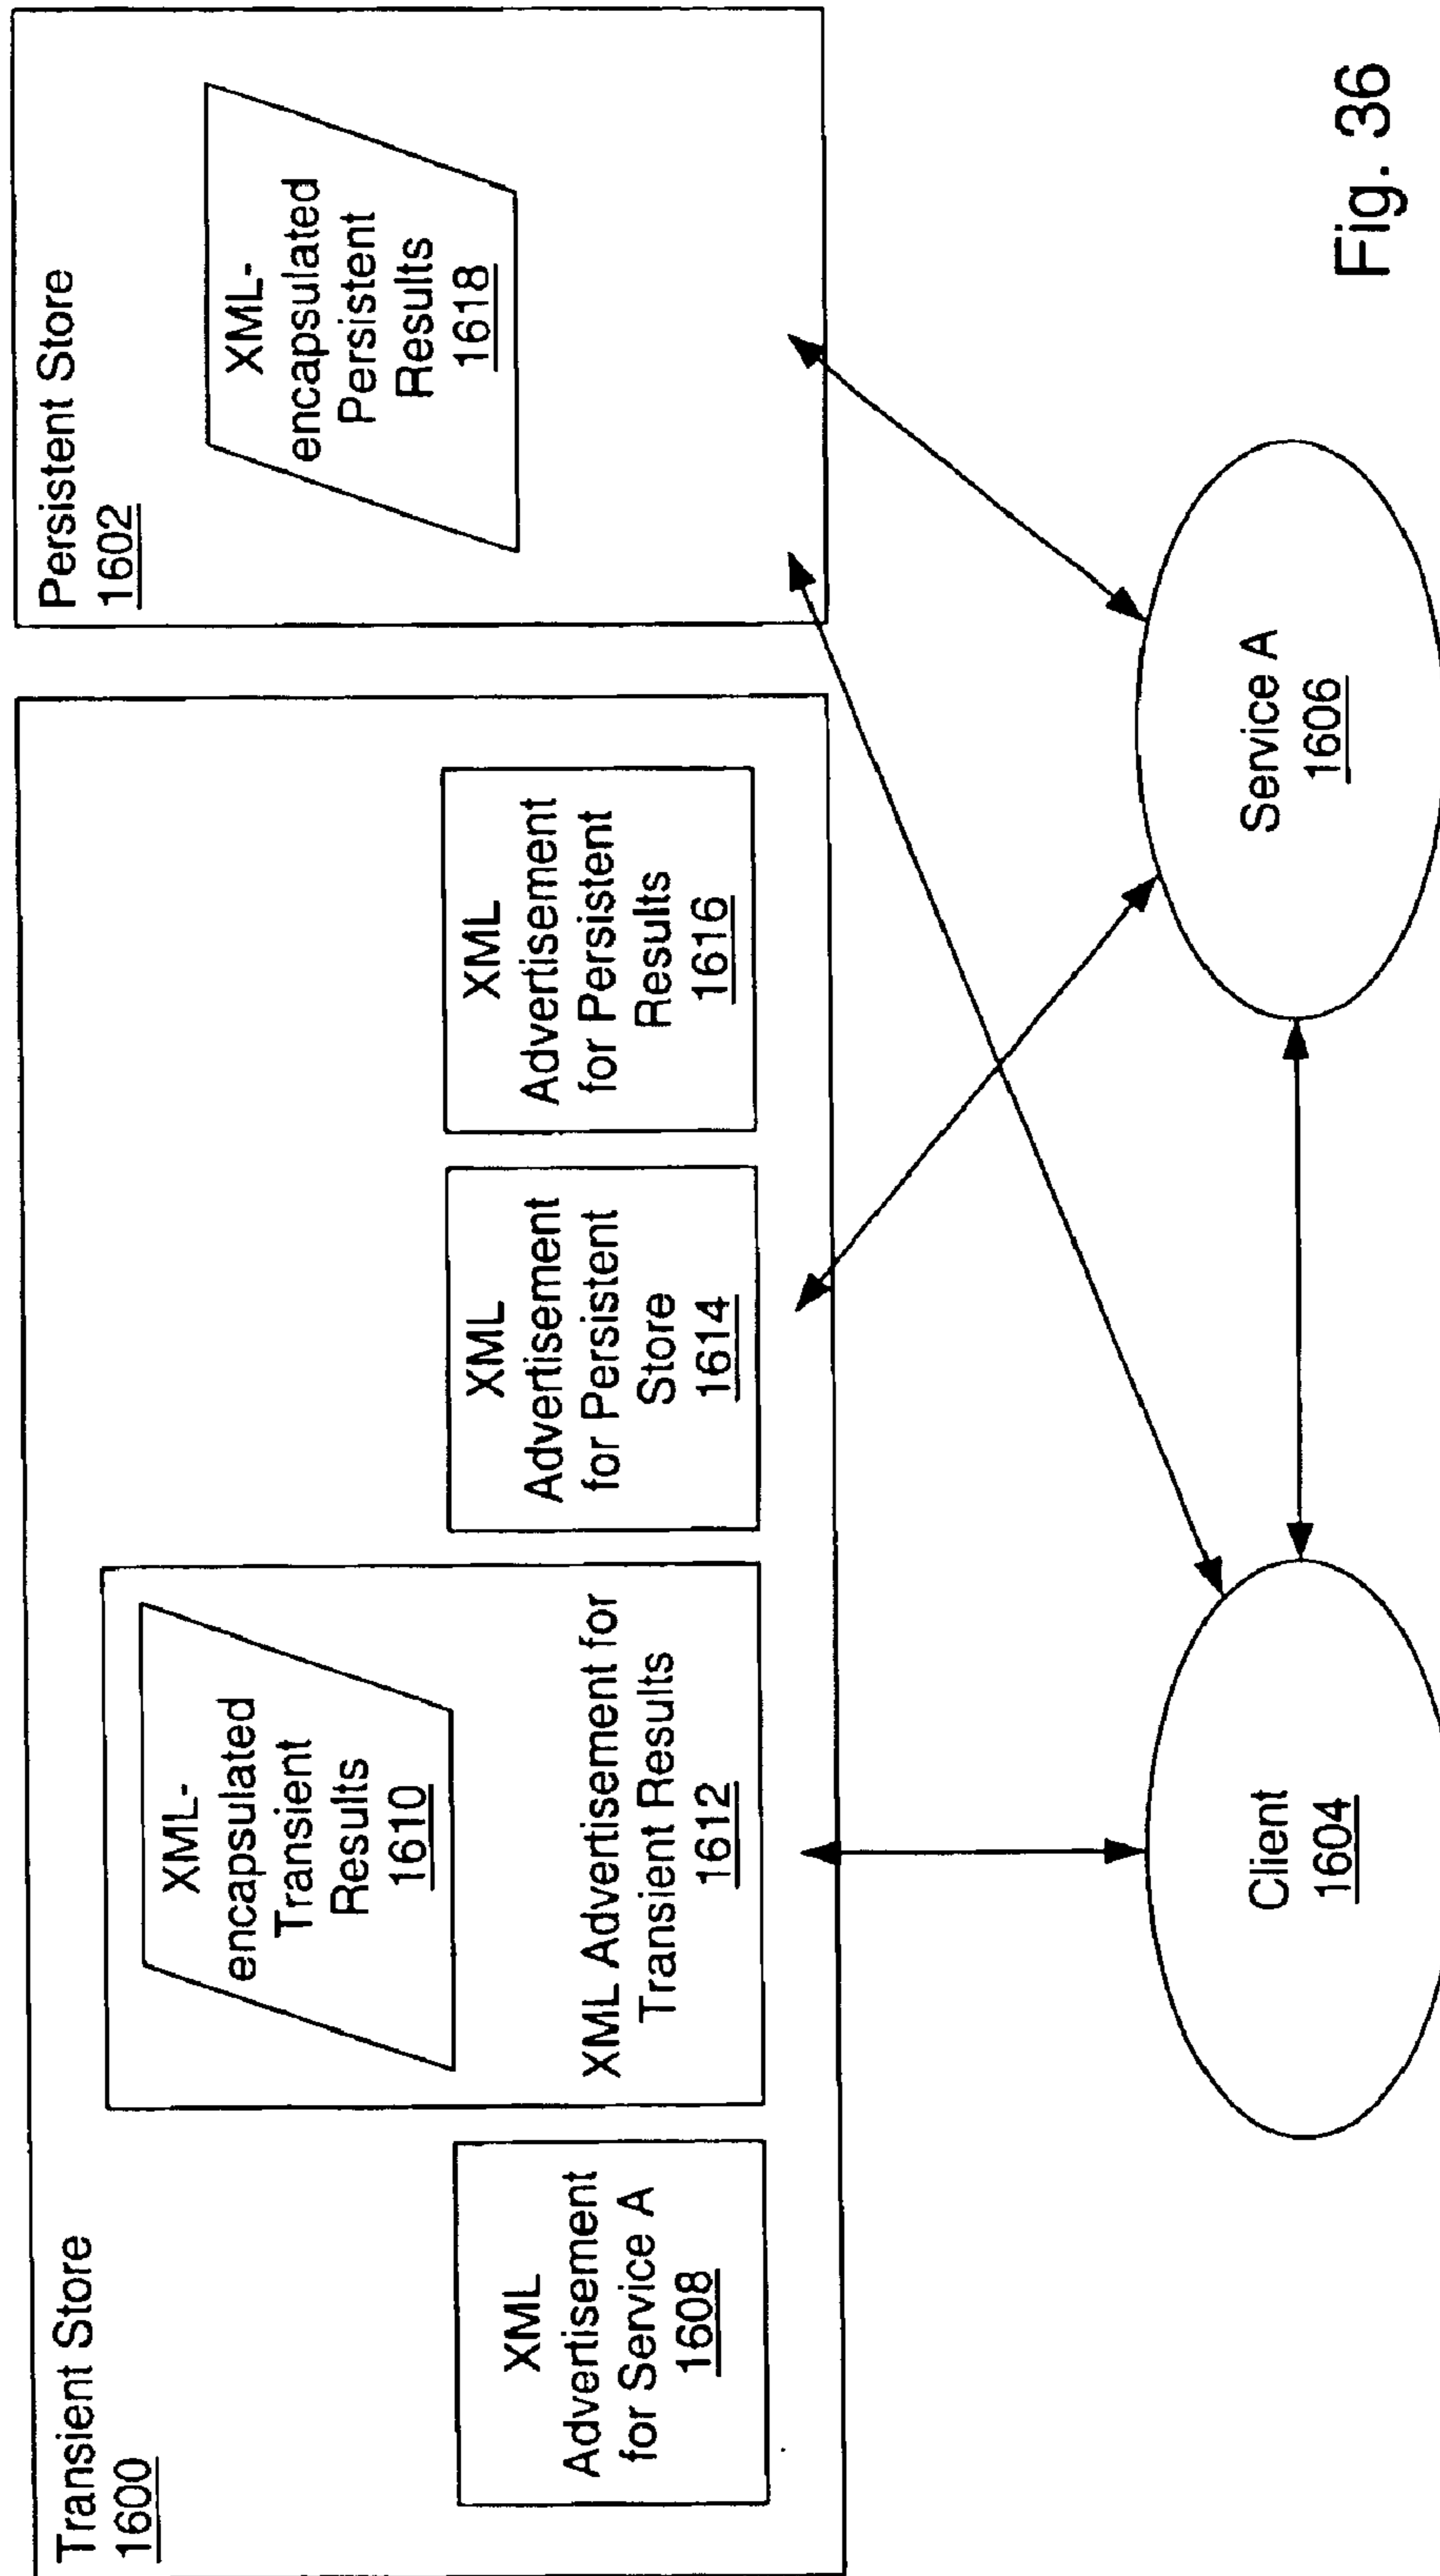 Transient Store
1600
XML
Advertisement
for Service A
1608
XML-
encapsulated
Transient
Results
1610
XML Advertisement for
Transient Results
1612
XML
Advertisement
for Persistent
Store
1614
XML
Advertisement
for Persistent
Results
1616
Persistent Store
1602
XML-
encapsulated
Persistent
Results
1618
Client
1604
Service A
1606
Fig. 36